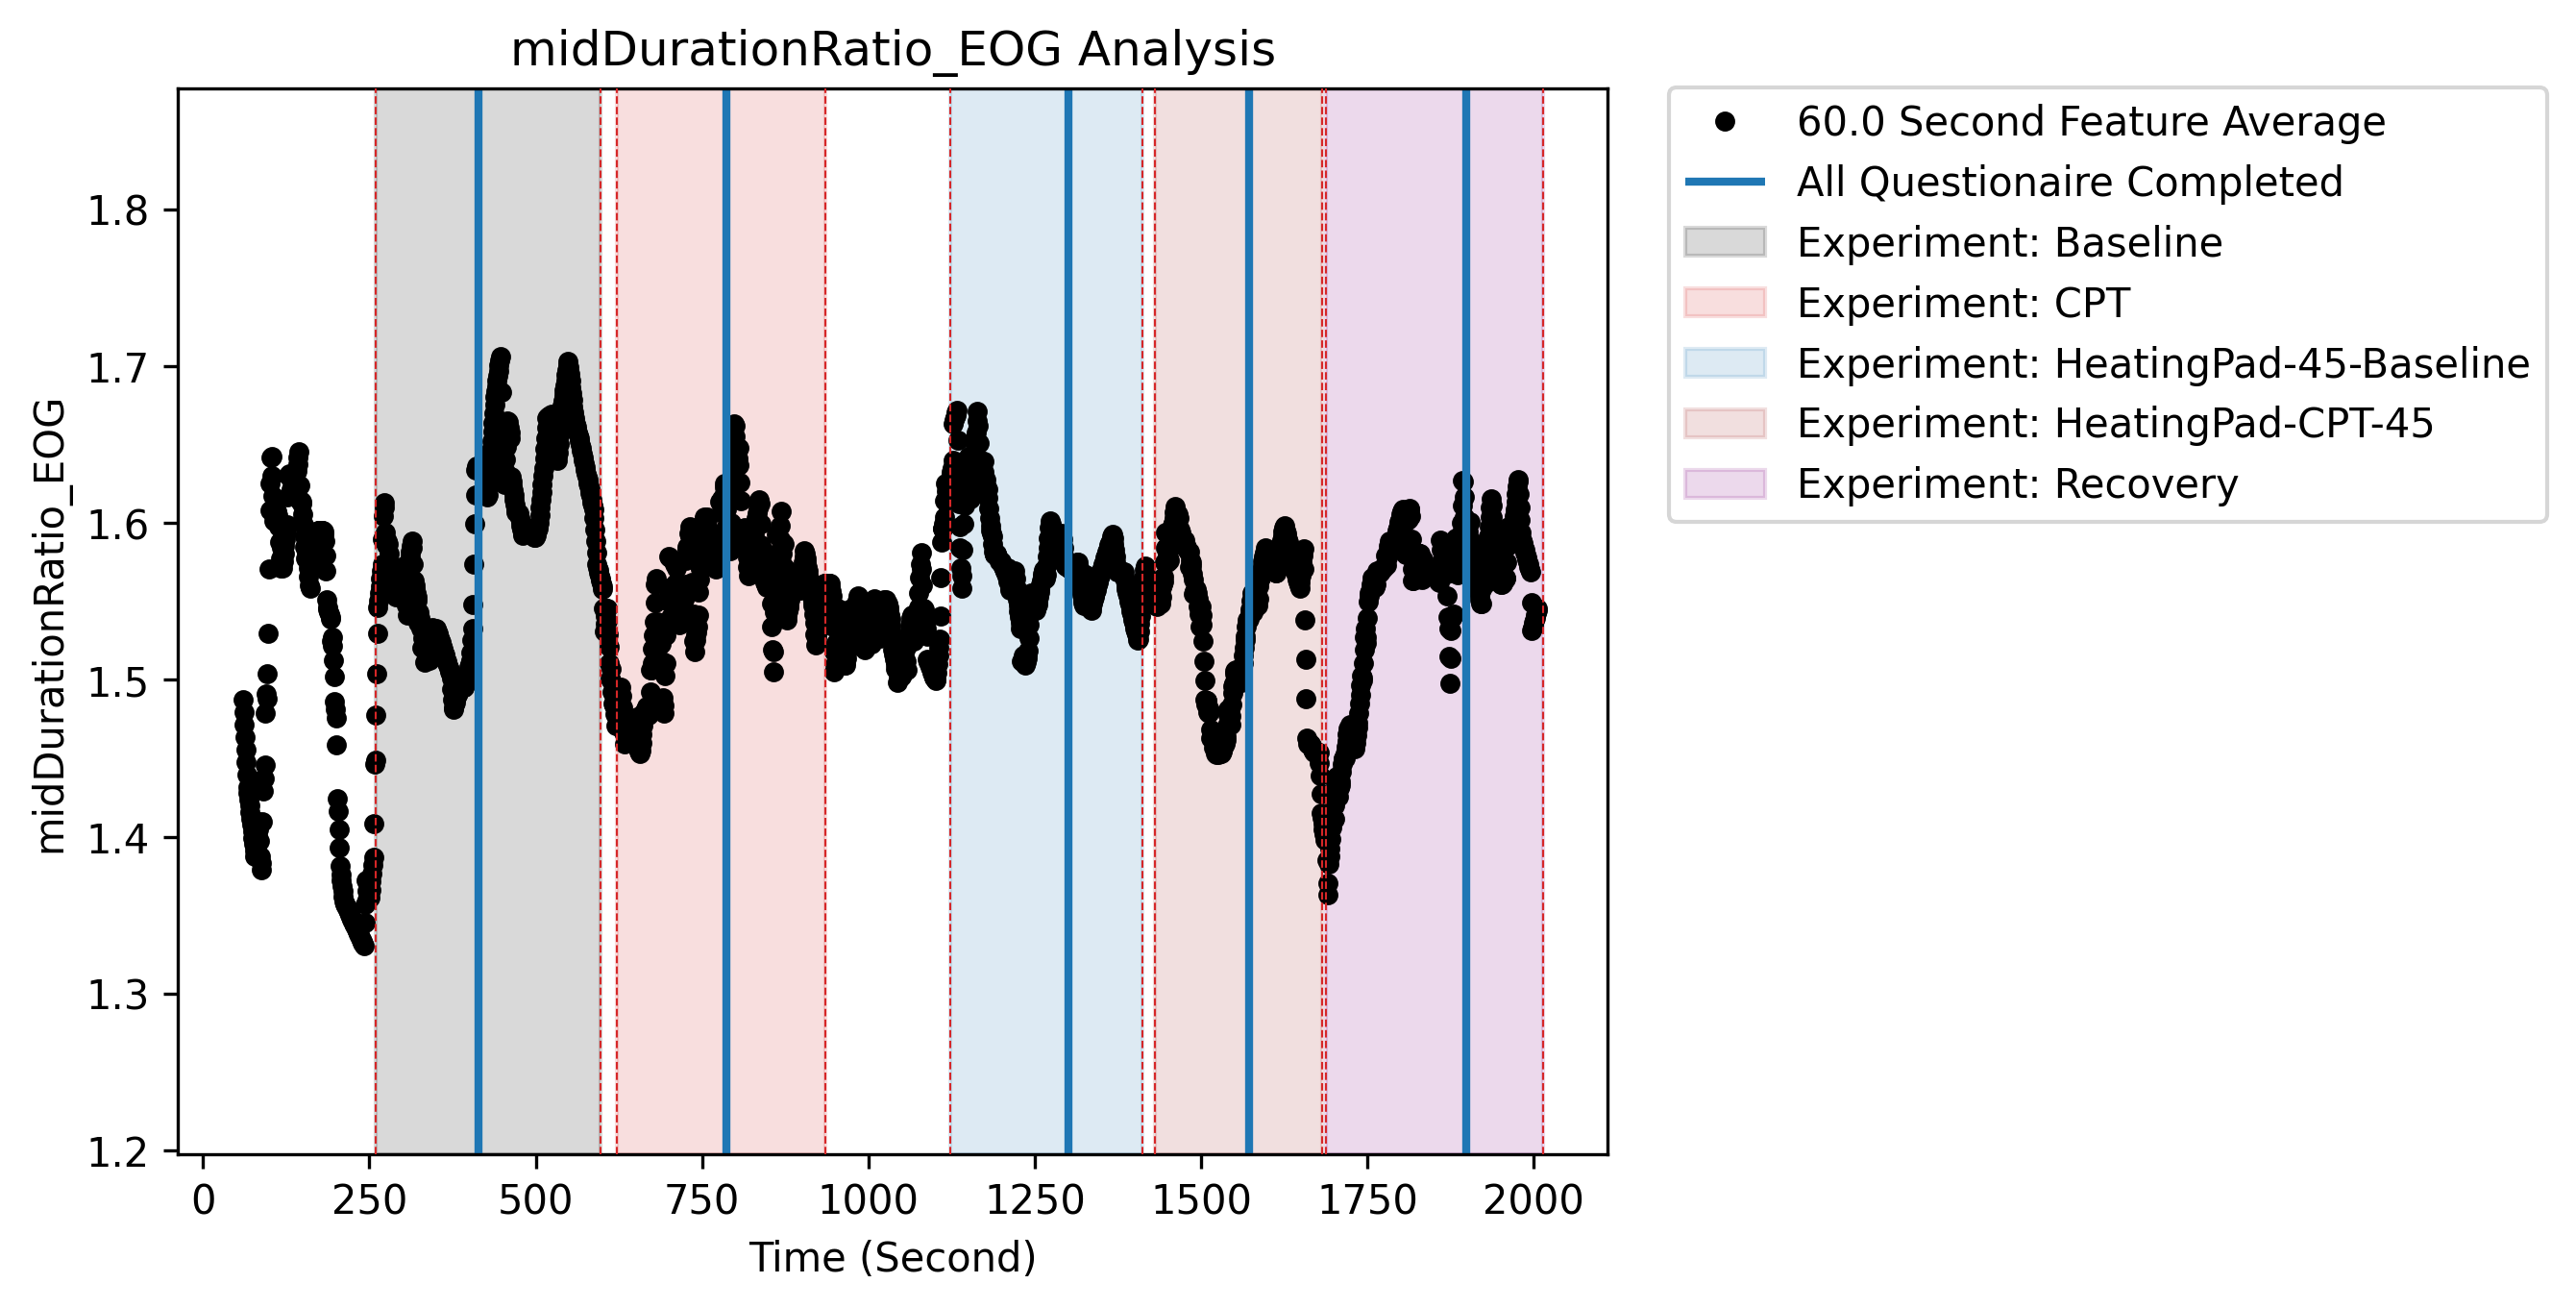 midDurationRatio_EOG Analysis
midDurationRatio_EOG
1.8
1.7
1.6
1.5
1.4
1.3
1.2
0 250 500 750 1000 1250 1500 1750 2000
Time (Second)
60.0 Second Feature Average
All Questionaire Completed
Experiment: Baseline
Experiment: CPT
Experiment: HeatingPad-45-Baseline
Experiment: HeatingPad-CPT-45
Experiment: Recovery